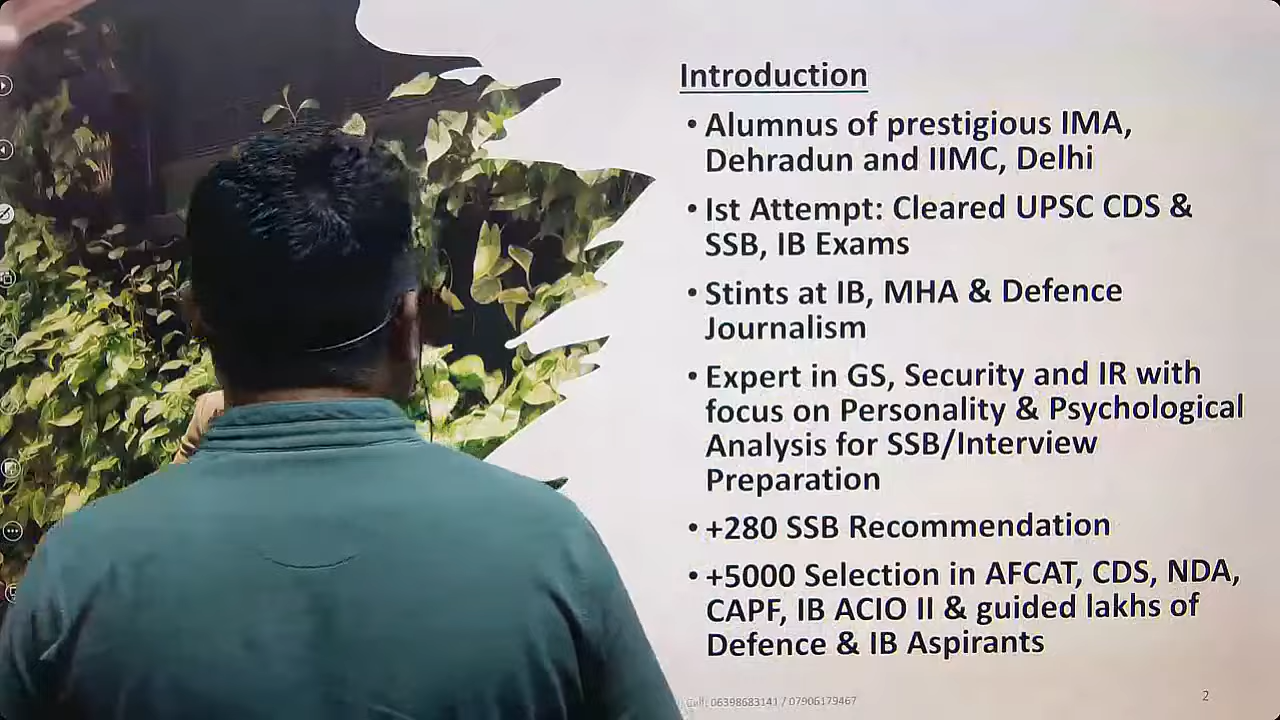 Introduction
• Alumnus of prestigious IMA,
Dehradun and IIMC, Delhi
• Ist Attempt: Cleared UPSC CDS &
SSB, IB Exams
• Stints at IB, MHA & Defence
Journalism
• Expert in GS, Security and IR with
focus on Personality & Psychological
Analysis for SSB/Interview
Preparation
• +280 SSB Recommendation
• +5000 Selection in AFCAT, CDS, NDA,
CAPF, IB ACIO II & guided lakhs of
Defence & IB Aspirants
Cell: 06398683141 / 07906179467
2